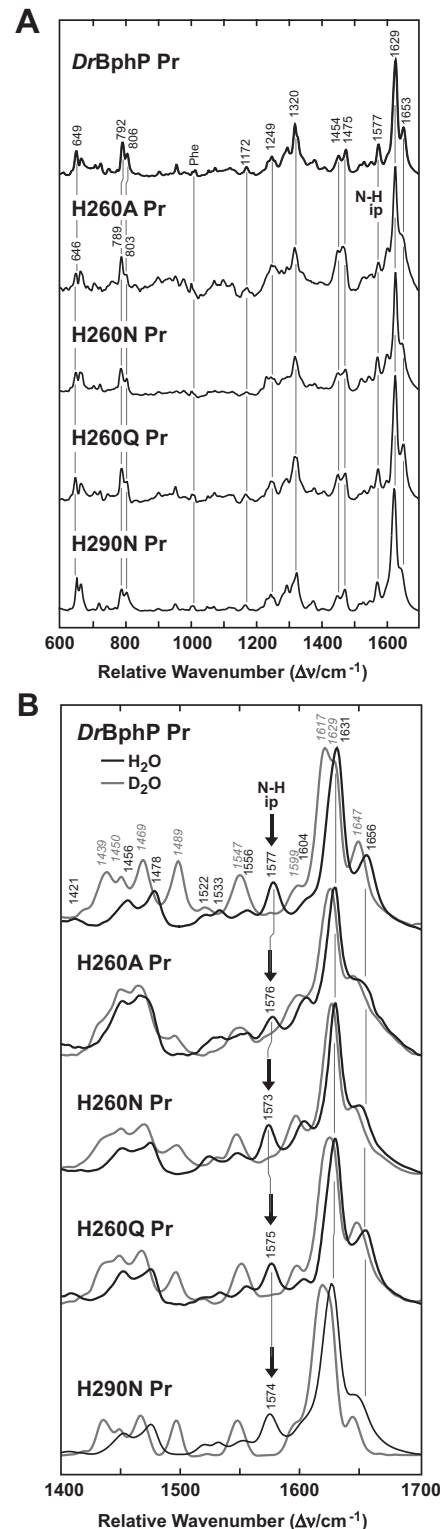 A
DrBphP Pr
649
792
806
Phe
1172
1249
1320
1454
1475
1577
1629
1653
N-H
ip
H260A Pr
646
789
803
H260N Pr
H260Q Pr
H290N Pr
600 800 1000 1200 1400 1600
Relative Wavenumber (Δν/cm-1)
B
DrBphP Pr
H2O
D2O
N-H
ip
1421
1439
1450
1456
1469
1478
1489
1522
1533
1547
1556
1577
1599
1604
1617
1629
1631
1647
1656
H260A Pr
1576
H260N Pr
1573
H260Q Pr
1575
H290N Pr
1574
1400 1500 1600 1700
Relative Wavenumber (Δν/cm-1)